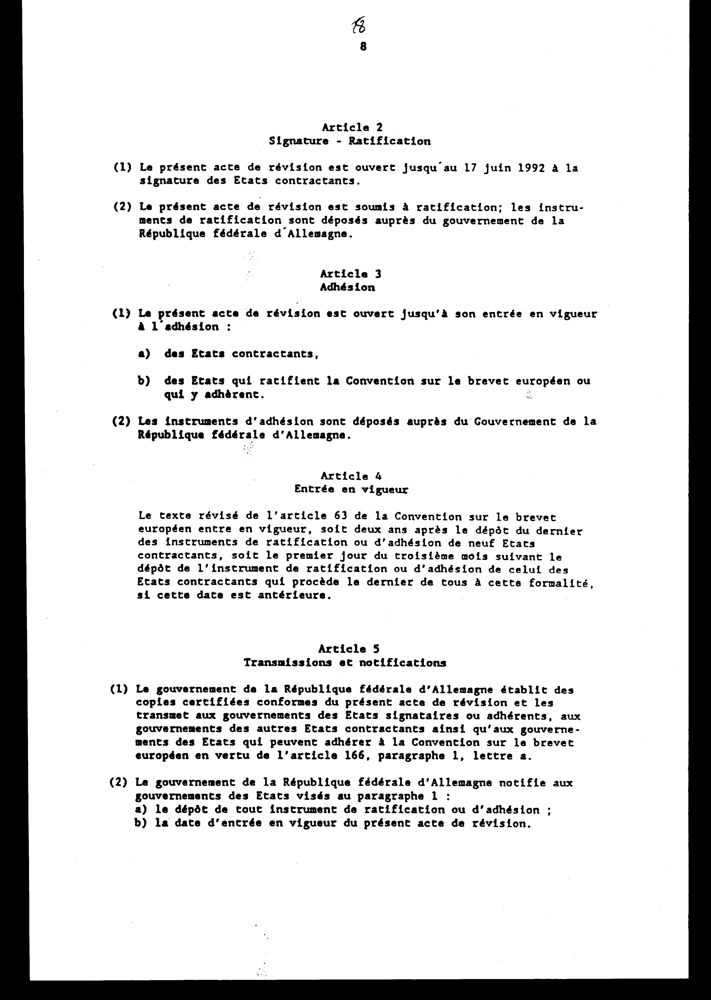 18
8
Article 2
Signature - Ratification
(1) Le présent acte de révision est ouvert jusqu'au 17 juin 1992 à la
signature des Etats contractants.
(2) Le présent acte de révision est soumis à ratification; les instru-
ments de ratification sont déposés auprès du gouvernement de la
République fédérale d'Allemagne.
Article 3
Adhésion
(1) Le présent acte de révision est ouvert jusqu'à son entrée en vigueur
à l'adhésion :
a) des Etats contractants,
b) des Etats qui ratifient la Convention sur le brevet européen ou
qui y adhèrent.
(2) Les instruments d'adhésion sont déposés auprès du Gouvernement de la
République fédérale d'Allemagne.
Article 4
Entrée en vigueur
Le texte révisé de l'article 63 de la Convention sur le brevet
européen entre en vigueur, soit deux ans après le dépôt du dernier
des instruments de ratification ou d'adhésion de neuf Etats
contractants, soit le premier jour du troisième mois suivant le
dépôt de l'instrument de ratification ou d'adhésion de celui des
Etats contractants qui procède le dernier de tous à cette formalité,
si cette date est antérieure.
Article 5
Transmissions et notifications
(1) Le gouvernement de la République fédérale d'Allemagne établit des
copies certifiées conformes du présent acte de révision et les
transmet aux gouvernements des Etats signataires ou adhérents, aux
gouvernements des autres Etats contractants ainsi qu'aux gouverne-
ments des Etats qui peuvent adhérer à la Convention sur le brevet
européen en vertu de l'article 166, paragraphe 1, lettre a.
(2) Le gouvernement de la République fédérale d'Allemagne notifie aux
gouvernements des Etats visés au paragraphe 1 :
a) le dépôt de tout instrument de ratification ou d'adhésion ;
b) la date d'entrée en vigueur du présent acte de révision.